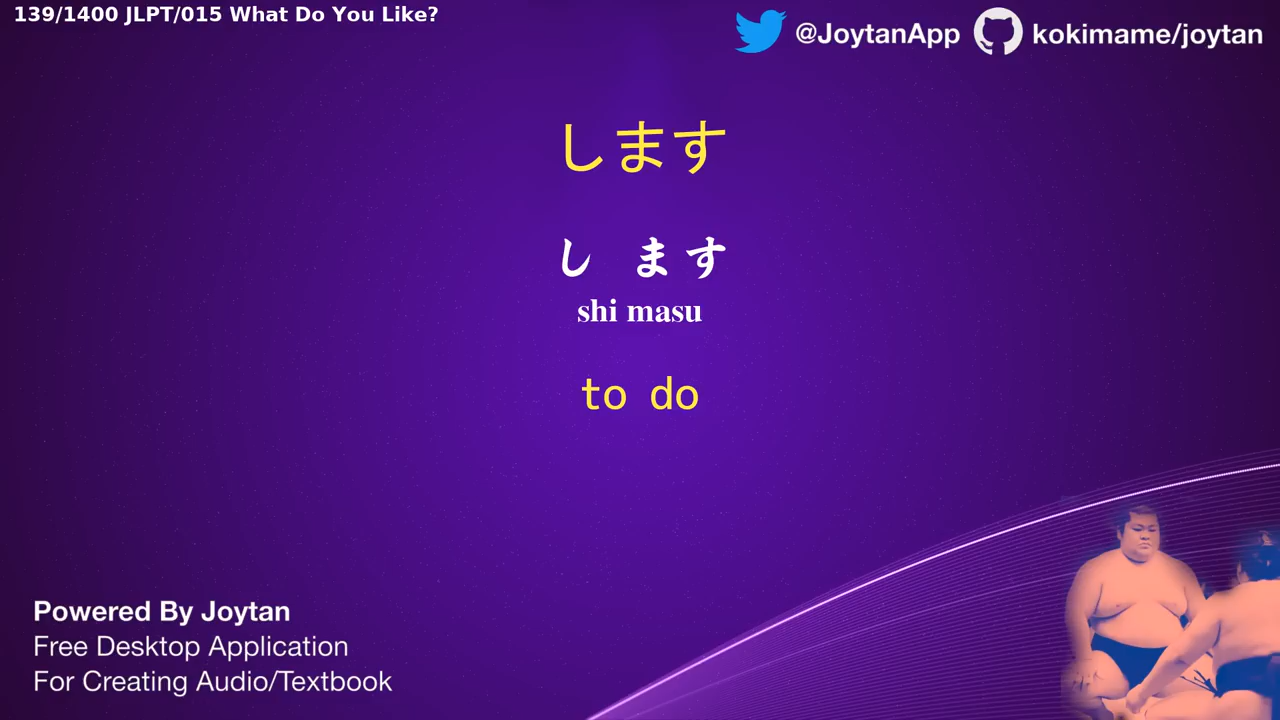 139/1400 JLPT/015 What Do You Like?
@JoytanApp kokimame/joytan
します
し ます
shi masu
to do
Powered By Joytan
Free Desktop Application
For Creating Audio/Textbook